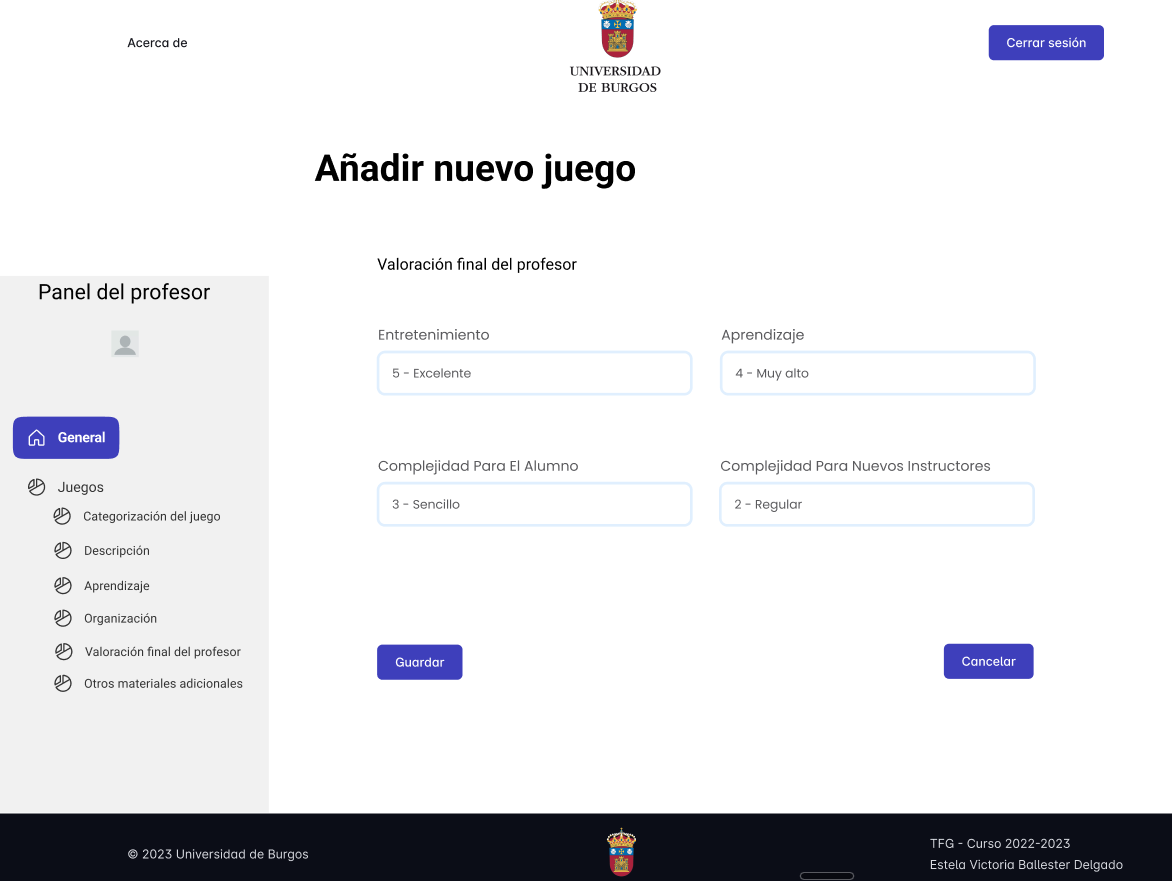 Acerca de
UNIVERSIDAD
DE BURGOS
Cerrar sesión
Añadir nuevo juego
Valoración final del profesor
Panel del profesor
Entretenimiento
Aprendizaje
5 - Excelente
4 - Muy alto
General
Complejidad Para El Alumno
Complejidad Para Nuevos Instructores
3 - Sencillo
2 - Regular
Juegos
Categorización del juego
Descripción
Aprendizaje
Organización
Valoración final del profesor
Otros materiales adicionales
Guardar
Cancelar
© 2023 Universidad de Burgos
TFG - Curso 2022-2023
Estela Victoria Ballester Delgado